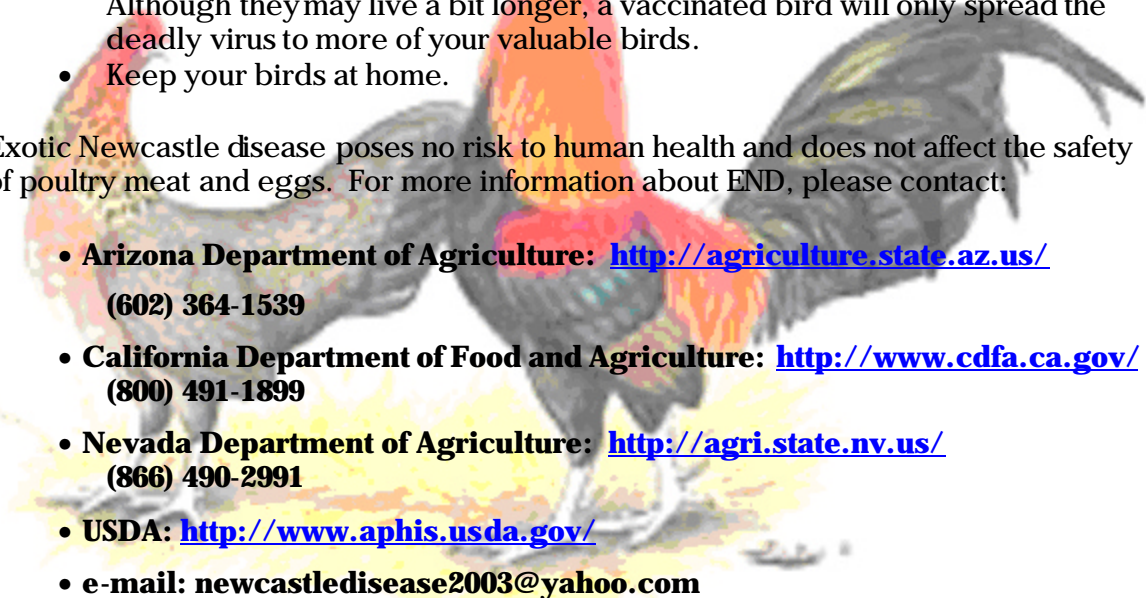 Although they may live a bit longer, a vaccinated bird will only spread the
deadly virus to more of your valuable birds.
• Keep your birds at home.
Exotic Newcastle disease poses no risk to human health and does not affect the safety
of poultry meat and eggs. For more information about END, please contact:
• Arizona Department of Agriculture: http://agriculture.state.az.us/
(602) 364-1539
• California Department of Food and Agriculture: http://www.cdfa.ca.gov/
(800) 491-1899
• Nevada Department of Agriculture: http://agri.state.nv.us/
(866) 490-2991
• USDA: http://www.aphis.usda.gov/
• e-mail: newcastledisease2003@yahoo.com